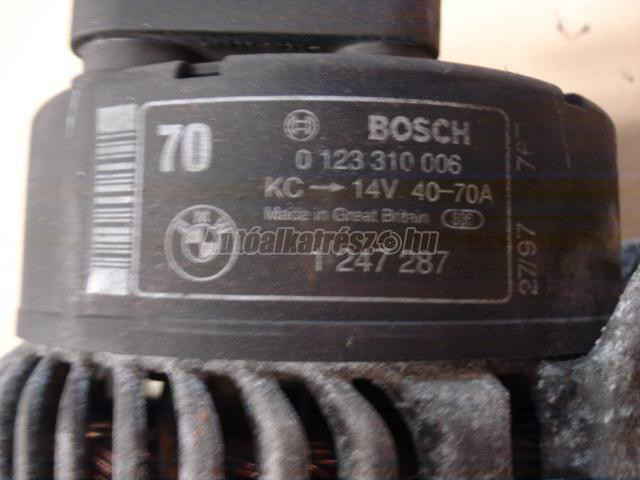 70
BOSCH
0 123 310 006
KC → 14V 40-70A
Made in Great Britain
BMW
1 247 287
27/97
autóalkatrész.hu